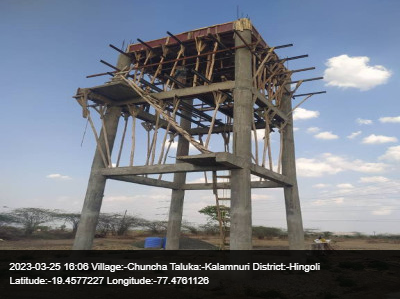 2023-03-25 16:06 Village:-Chuncha Taluka:-Kalamnuri District:-Hingoli
Latitude:-19.4577227 Longitude:-77.4761126